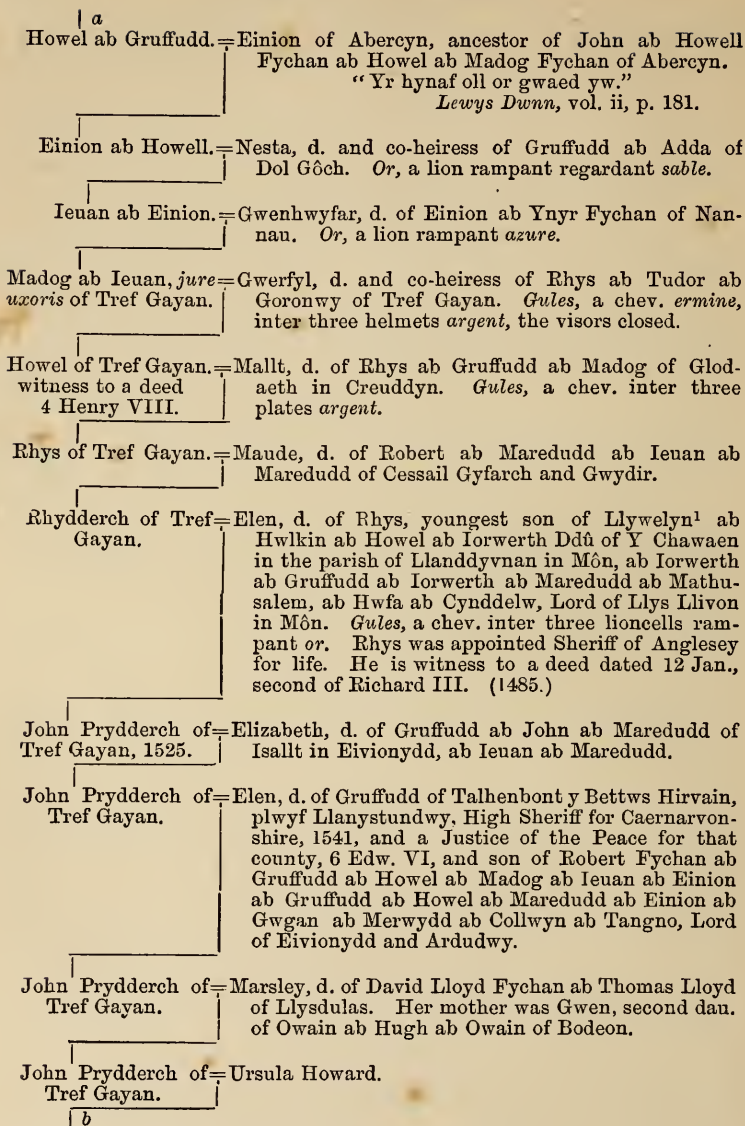 a
Howel ab Gruffudd.=Einion of Abercyn, ancestor of John ab Howell
Fychan ab Howel ab Madog Fychan of Abercyn.
"Yr hynaf oll or gwaed yw."
Lewys Dwnn, vol. ii, p. 181.
Einion ab Howell.=Nesta, d. and co-heiress of Gruffudd ab Adda of
Dol Gôch. Or, a lion rampant regardant sable.
Ieuan ab Einion.=Gwenhwyfar, d. of Einion ab Ynyr Fychan of Nan-
nau. Or, a lion rampant azure.
Madog ab Ieuan, jure=Gwerfyl, d. and co-heiress of Rhys ab Tudor ab
uxoris of Tref Gayan. Goronwy of Tref Gayan. Gules, a chev. ermine,
inter three helmets argent, the visors closed.
Howel of Tref Gayan.=Mallt, d. of Rhys ab Gruffudd ab Madog of Glod-
witness to a deed aeth in Creuddyn. Gules, a chev. inter three
4 Henry VIII. plates argent.
Rhys of Tref Gayan.=Maude, d. of Robert ab Maredudd ab Ieuan ab
Maredudd of Cessail Gyfarch and Gwydir.
Rhydderch of Tref=Elen, d. of Rhys, youngest son of Llywelyn¹ ab
Gayan. Hwlkin ab Howel ab Iorwerth Ddû of Y Chawaen
in the parish of Llanddyvnan in Môn, ab Iorwerth
ab Gruffudd ab Iorwerth ab Maredudd ab Mathu-
salem, ab Hwfa ab Cynddelw, Lord of Llys Llivon
in Môn. Gules, a chev. inter three lioncells ram-
pant or. Rhys was appointed Sheriff of Anglesey
for life. He is witness to a deed dated 12 Jan.,
second of Richard III. (1485.)
John Prydderch of=Elizabeth, d. of Gruffudd ab John ab Maredudd of
Tref Gayan, 1525. Isallt in Eivionydd, ab Ieuan ab Maredudd.
John Prydderch of=Elen, d. of Gruffudd of Talhenbont y Bettws Hirvain,
Tref Gayan. plwyf Llanystundwy, High Sheriff for Caernarvon-
shire, 1541, and a Justice of the Peace for that
county, 6 Edw. VI, and son of Robert Fychan ab
Gruffudd ab Howel ab Madog ab Ieuan ab Einion
ab Gruffudd ab Howel ab Maredudd ab Einion ab
Gwgan ab Merwydd ab Collwyn ab Tangno, Lord
of Eivionydd and Ardudwy.
John Prydderch of=Marsley, d. of David Lloyd Fychan ab Thomas Lloyd
Tref Gayan. of Llysdulas. Her mother was Gwen, second dau.
of Owain ab Hugh ab Owain of Bodeon.
John Prydderch of=Ursula Howard.
Tref Gayan.
b